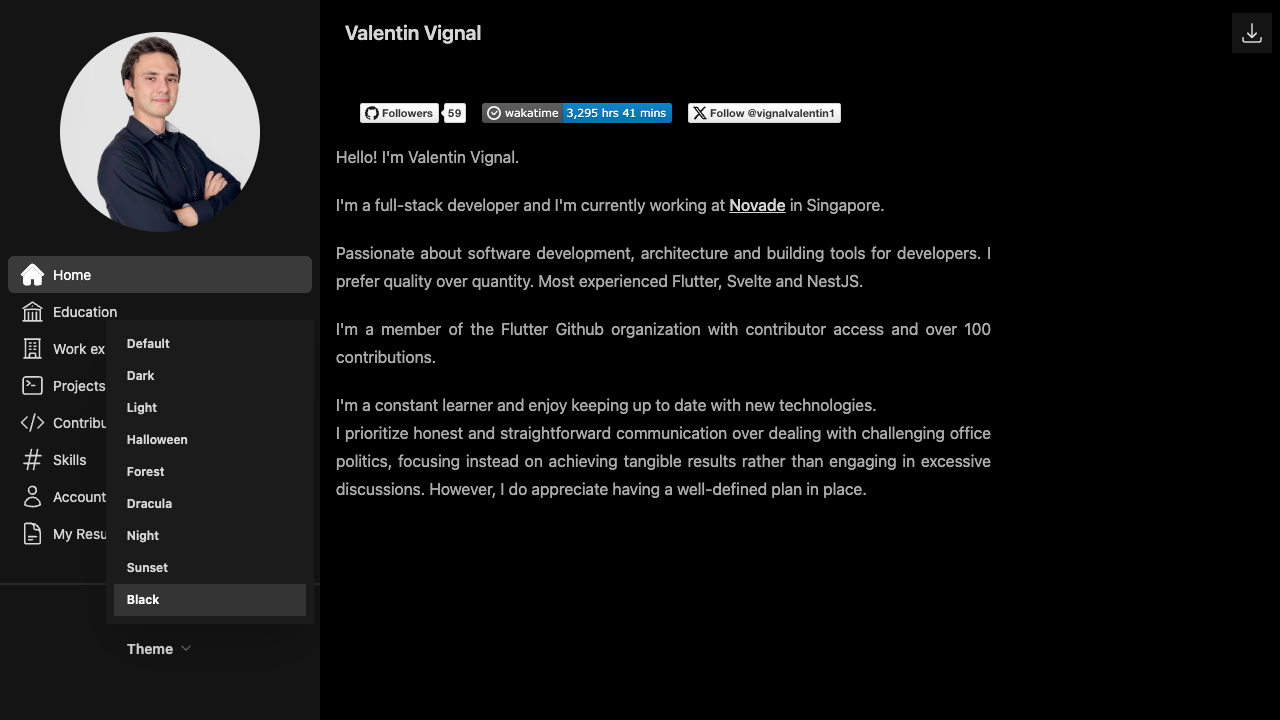 Valentin Vignal
Followers 59
wakatime 3,295 hrs 41 mins
Follow @vignalvalentin1
Hello! I'm Valentin Vignal.
I'm a full-stack developer and I'm currently working at Novade in Singapore.
Passionate about software development, architecture and building tools for developers. I
prefer quality over quantity. Most experienced Flutter, Svelte and NestJS.
I'm a member of the Flutter Github organization with contributor access and over 100
contributions.
I'm a constant learner and enjoy keeping up to date with new technologies.
I prioritize honest and straightforward communication over dealing with challenging office
politics, focusing instead on achieving tangible results rather than engaging in excessive
discussions. However, I do appreciate having a well-defined plan in place.
Home
Education
Work ex
Projects
Contribu
Skills
Account
My Resu
Default
Dark
Light
Halloween
Forest
Dracula
Night
Sunset
Black
Theme